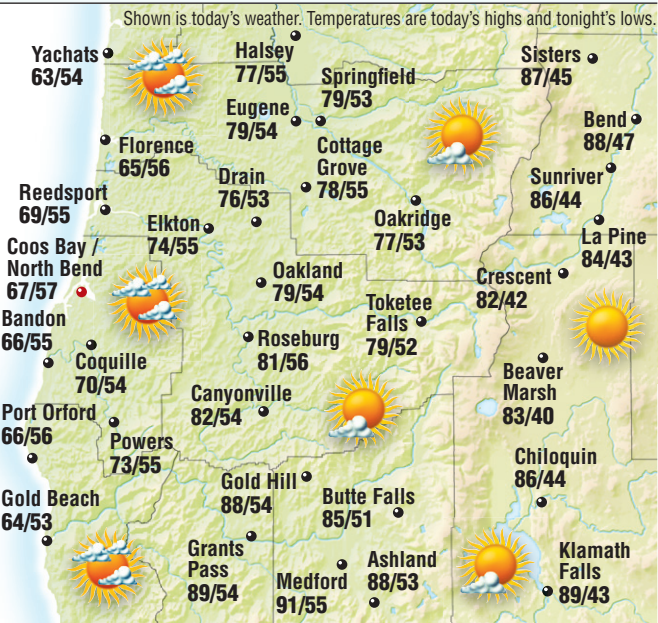 Shown is today's weather. Temperatures are today's highs and tonight's lows.
Yachats
63/54
Halsey
77/55
Springfield
79/53
Sisters
87/45
Eugene
79/54
Bend
88/47
Florence
65/56
Cottage
Grove
78/55
Drain
76/53
Sunriver
86/44
Reedsport
69/55
Elkton
74/55
Oakridge
77/53
La Pine
84/43
Coos Bay /
North Bend
67/57
Oakland
79/54
Crescent
82/42
Toketee
Falls
79/52
Bandon
66/55
Roseburg
81/56
Coquille
70/54
Beaver
Marsh
83/40
Canyonville
82/54
Port Orford
66/56
Powers
73/55
Chiloquin
86/44
Gold Hill
88/54
Butte Falls
85/51
Gold Beach
64/53
Grants
Pass
89/54
Medford
91/55
Ashland
88/53
Klamath
Falls
89/43